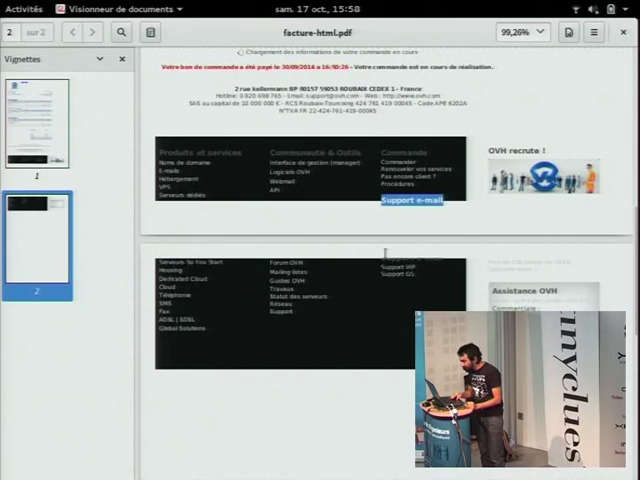 Activités
Visionneur de documents
sam. 17 oct., 15:58
2
sur 2
facture-html.pdf
99,26%
Vignettes
1
2
Chargement des informations de votre commande en cours
Votre bon de commande a été payé le 30/09/2014 a 16:50:26 - Votre commande est en cours de réalisation.
2 rue kellermann BP 80157 59053 ROUBAIX CEDEX 1 - France
Hotline: 0 820 698 765 - Email: support@ovh.com - Web: http://www.ovh.com
SAS au capital de 10 000 000 € - RCS Roubaix-Tourcoing 424 761 419 00045 - Code APE 6202A
N°TVA FR 22-424-761-419-00045
Produits et services
Noms de domaine
E-mails
Hébergement
VPS
Serveurs dédiés
Communauté & Outils
Interface de gestion (manager)
Logiciels OVH
Webmail
API
Commande
Commander
Renouveler vos services
Pas encore client ?
Procédures
Support e-mail
OVH recrute !
Serveurs So You Start
Housing
Dedicated Cloud
Cloud
Téléphonie
SMS
Fax
ADSL | SDSL
Global Solutions
Forum OVH
Mailing listes
Guides OVH
Travaux
Statut des serveurs
Réseau
Support
Support VIP
Support GS
Assistance OVH
Commerciale :